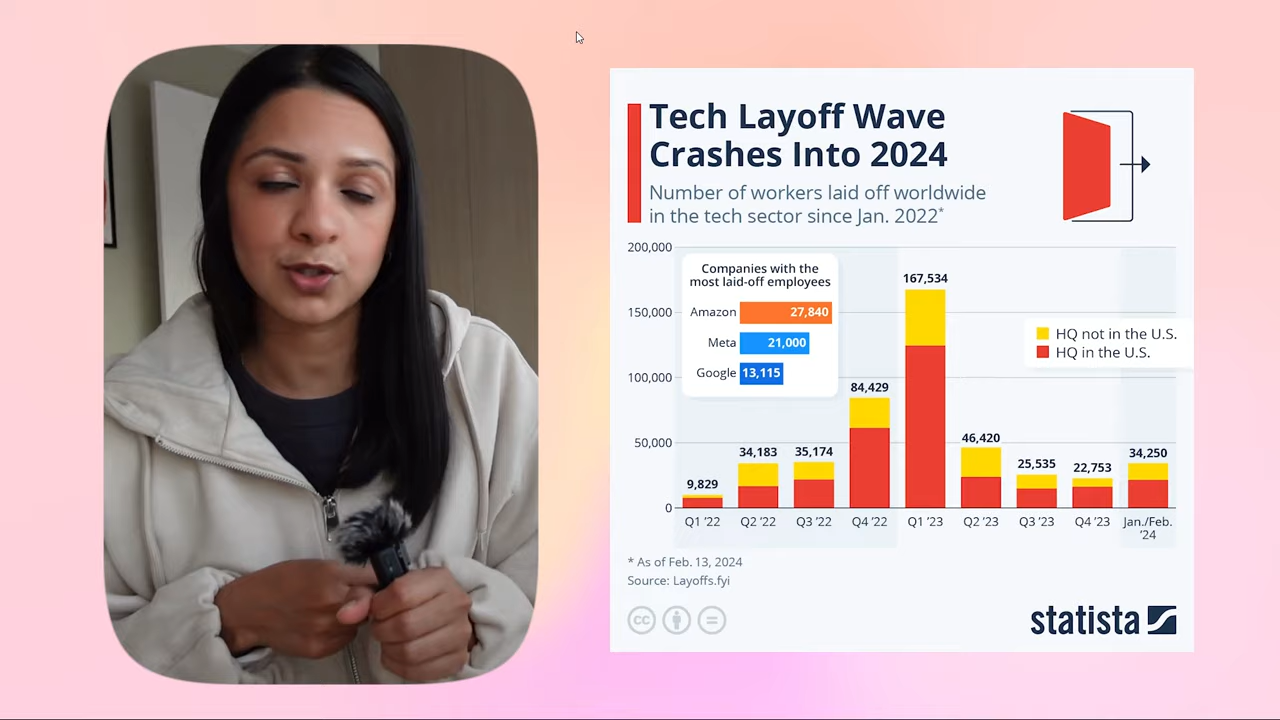 Tech Layoff Wave
Crashes Into 2024
Number of workers laid off worldwide
in the tech sector since Jan. 2022*
200,000
150,000
100,000
50,000
0
Companies with the
most laid-off employees
Amazon 27,840
Meta 21,000
Google 13,115
HQ not in the U.S.
HQ in the U.S.
9,829
34,183
35,174
84,429
167,534
46,420
25,535
22,753
34,250
Q1 '22 Q2 '22 Q3 '22 Q4 '22 Q1 '23 Q2 '23 Q3 '23 Q4 '23 Jan./Feb.
'24
* As of Feb. 13, 2024
Source: Layoffs.fyi
cc
statista